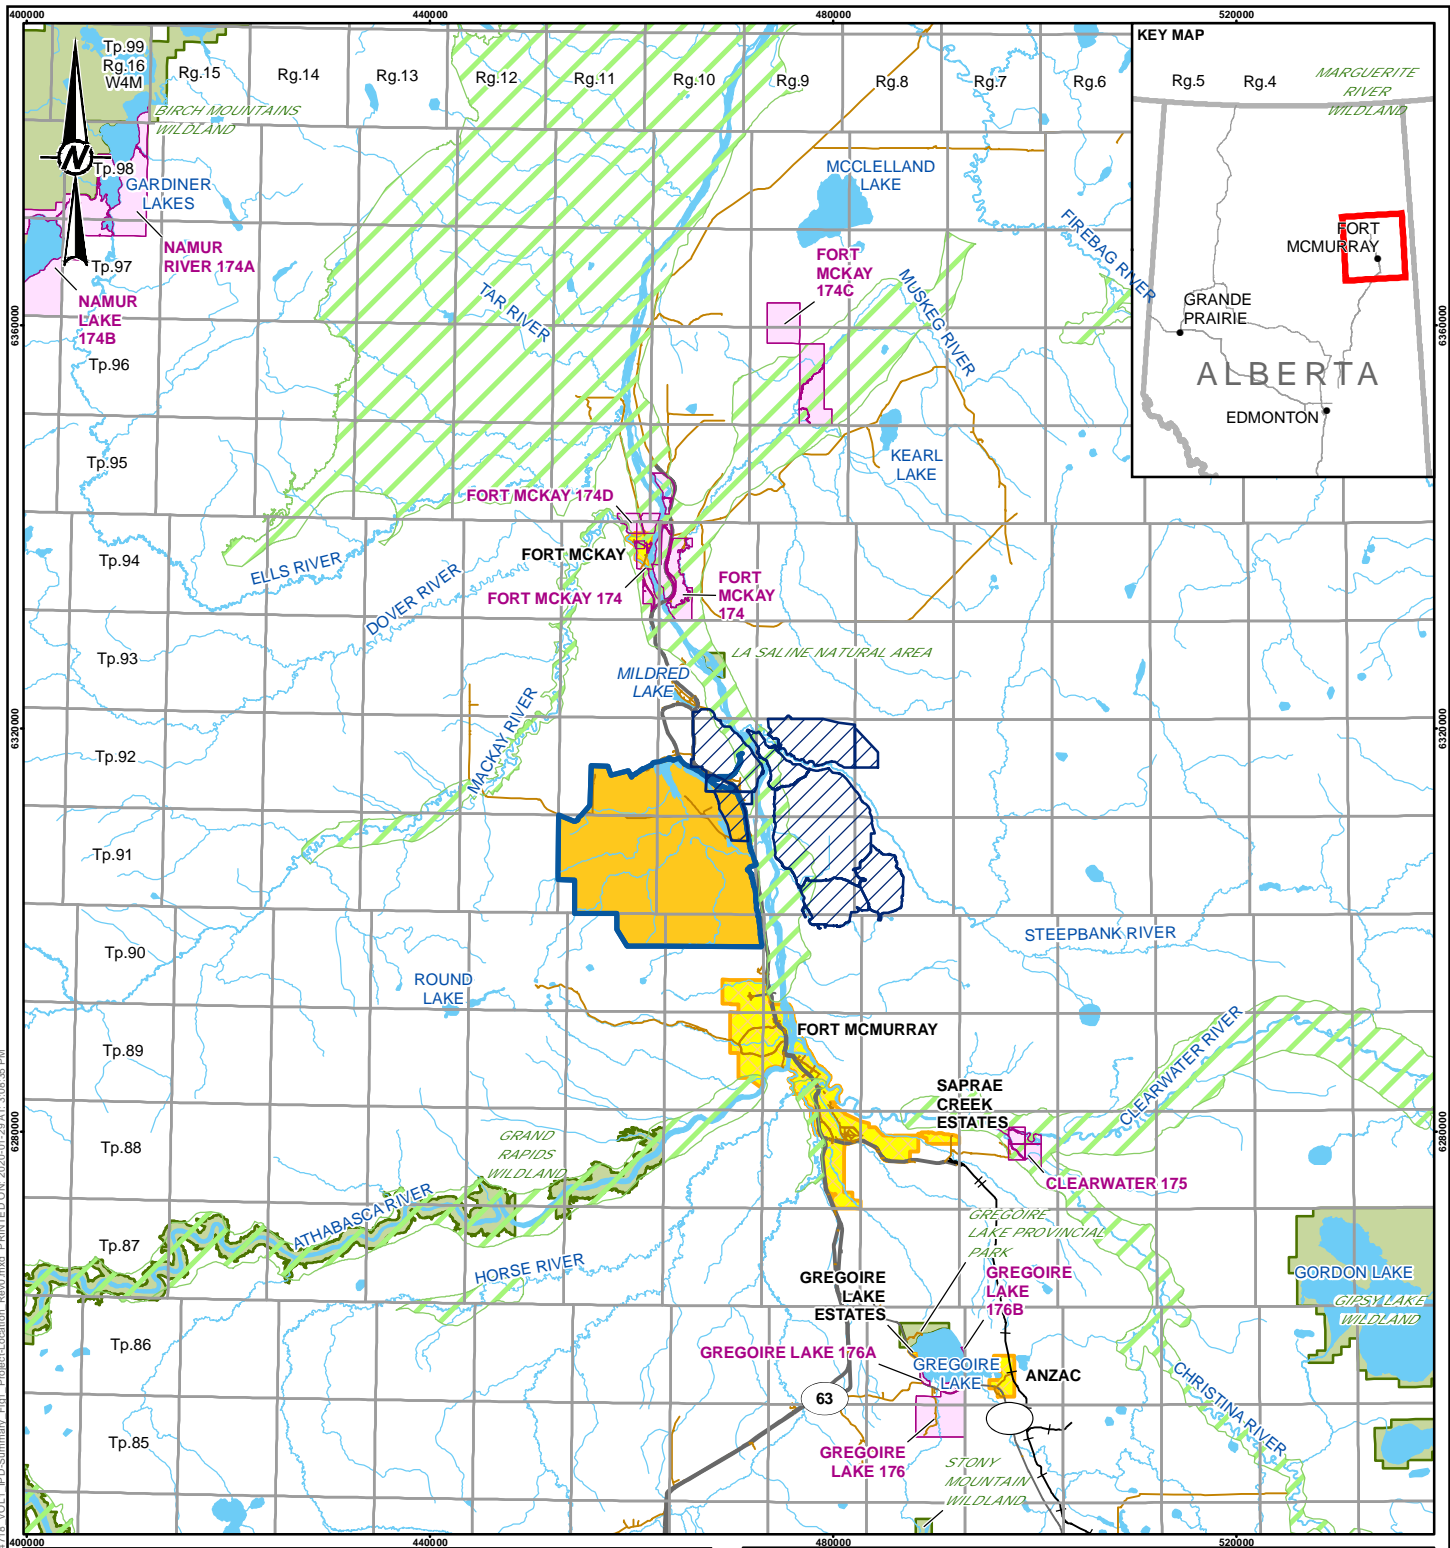 400000
440000
480000
520000
KEY MAP
Tp.99
Rg.16
W4M
Rg.15
Rg.14
Rg.13
Rg.12
Rg.11
Rg.10
Rg.9
Rg.8
Rg.7
Rg.6
Rg.5
Rg.4
MARGUERITE
RIVER
WILDLAND
BIRCH MOUNTAINS
WILDLAND
N
Tp.98
GARDINER
LAKES
MCCLELLAND
LAKE
FIREBAG RIVER
FORT
MCMURRAY
GRANDE
PRAIRIE
ALBERTA
EDMONTON
NAMUR
RIVER 174A
Tp.97
NAMUR
LAKE
174B
FORT
MCKAY
174C
MUSKEG RIVER
TAR RIVER
6360000
6360000
Tp.96
Tp.95
KEARL
LAKE
FORT MCKAY 174D
FORT MCKAY
Tp.94
ELLS RIVER
DOVER RIVER
FORT MCKAY 174
FORT
MCKAY
174
Tp.93
LA SALINE NATURAL AREA
MILDRED
LAKE
MACKAY RIVER
6320000
6320000
Tp.92
Tp.91
Tp.90
STEEPBANK RIVER
ROUND
LAKE
FORT MCMURRAY
Tp.89
CLEARWATER RIVER
SAPRAE
CREEK
ESTATES
6280000
6280000
Tp.88
GRAND
RAPIDS
WILDLAND
CLEARWATER 175
ATHABASCA RIVER
Tp.87
HORSE RIVER
GREGOIRE
LAKE PROVINCIAL
PARK
GREGOIRE
LAKE
ESTATES
GREGOIRE
LAKE
176B
GORDON LAKE
GIPSY LAKE
WILDLAND
Tp.86
GREGOIRE LAKE 176A
GREGOIRE
LAKE
ANZAC
CHRISTINA RIVER
63
Tp.85
GREGOIRE
LAKE 176
STONY
MOUNTAIN
WILDLAND
400000
440000
480000
520000